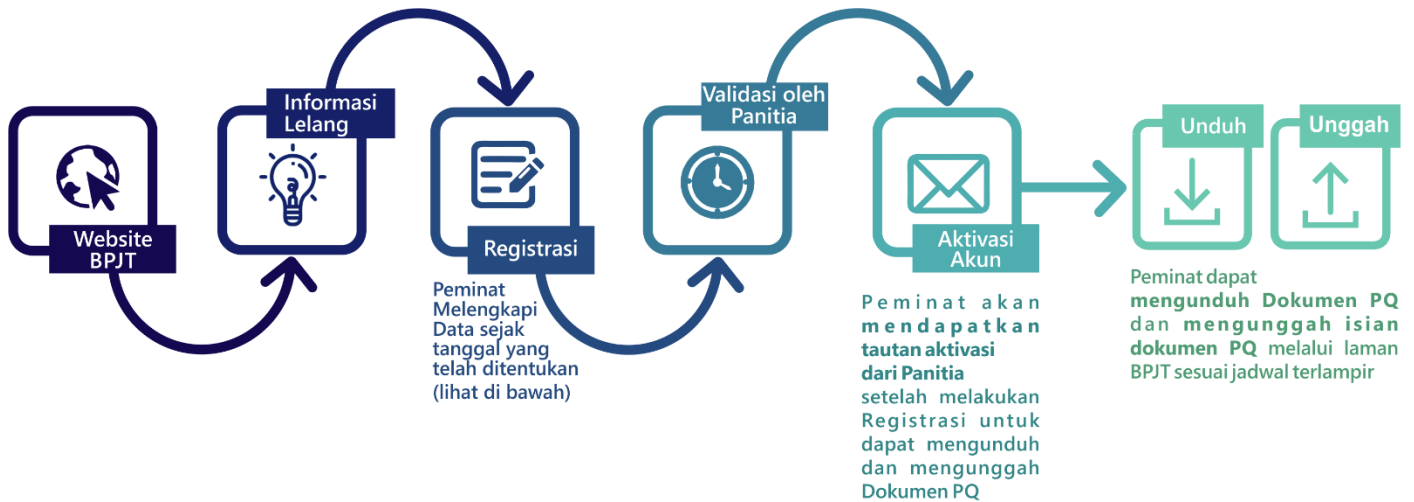 Website
BPJT
Informasi
Lelang
Registrasi
Peminat
Melengkapi
Data sejak
tanggal yang
telah ditentukan
(lihat di bawah)
Validasi oleh
Panitia
Aktivasi
Akun
Peminat akan
mendapatkan
tautan aktivasi
dari Panitia
setelah melakukan
Registrasi untuk
dapat mengunduh
dan mengunggah
Dokumen PQ
Unduh
Unggah
Peminat dapat
mengunduh Dokumen PQ
dan mengunggah isian
dokumen PQ melalui laman
BPJT sesuai jadwal terlampir